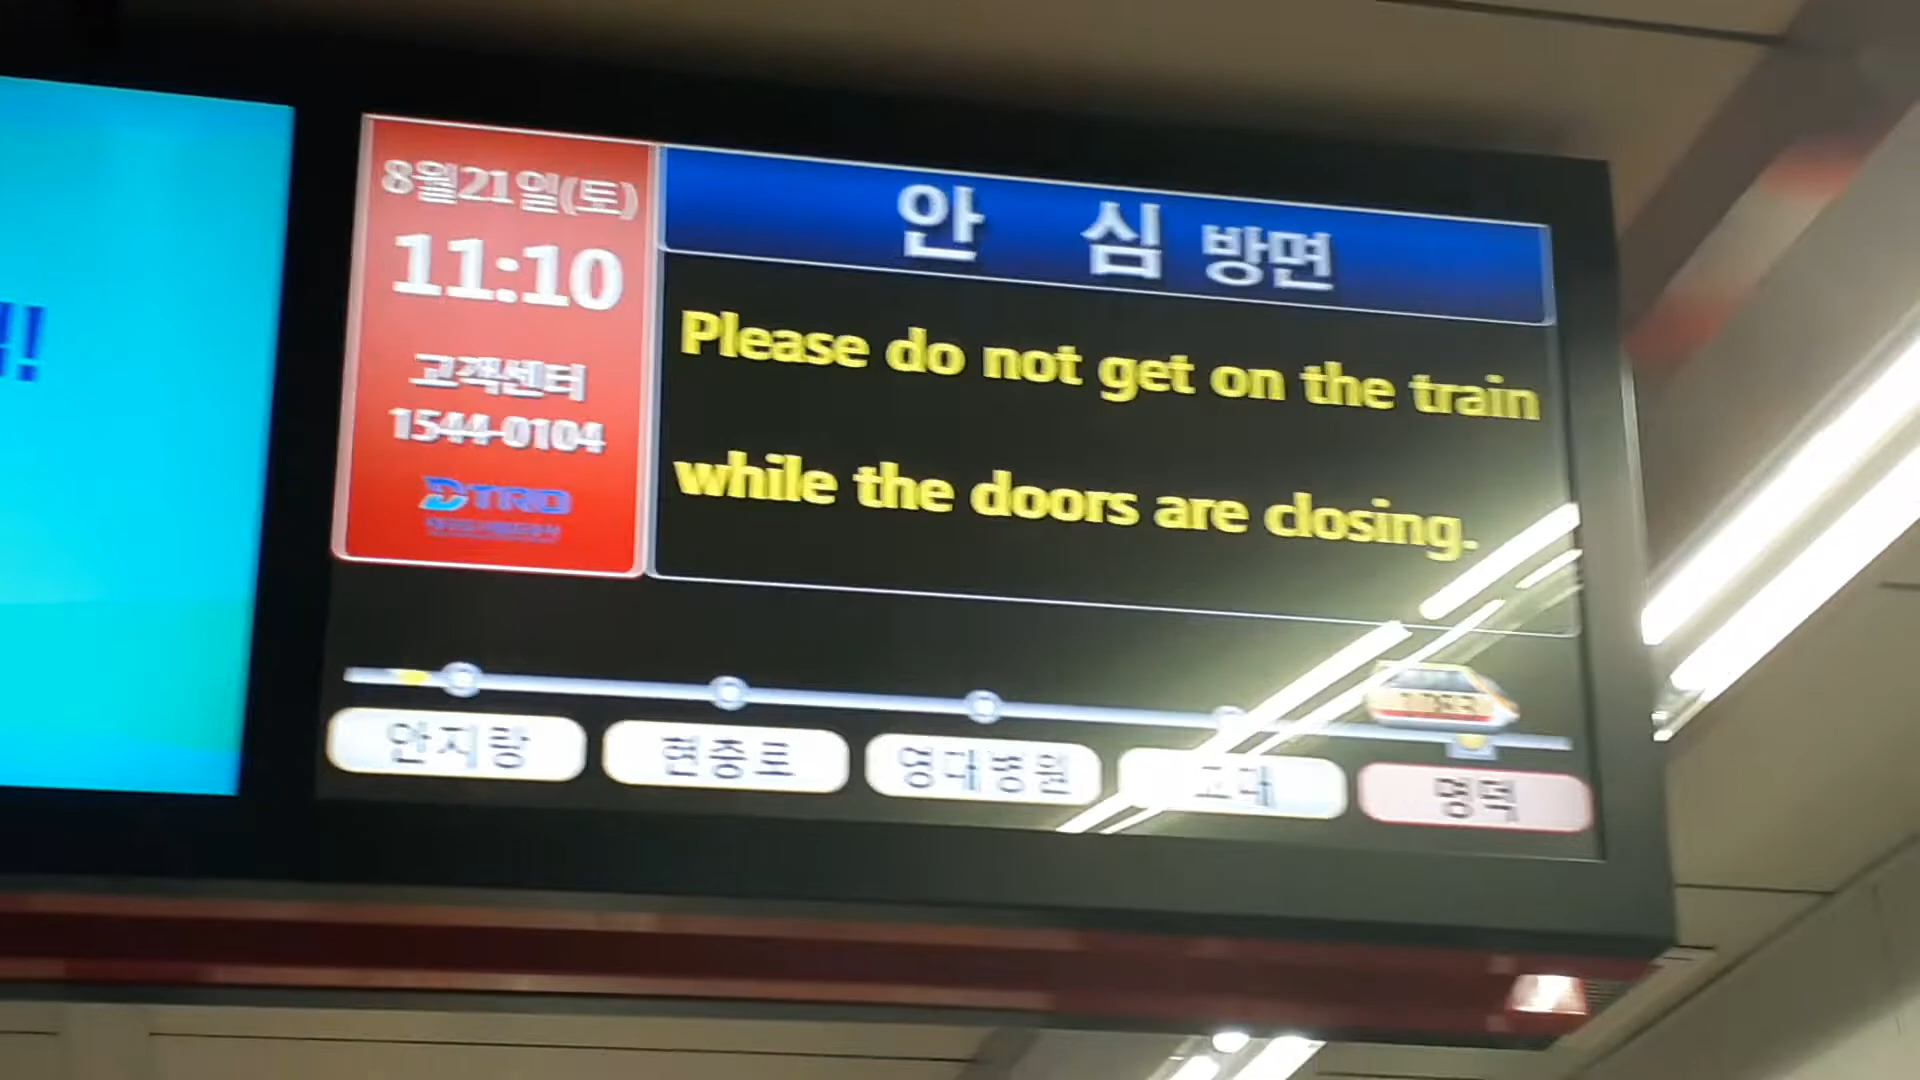 8월21일(토)
11:10
고객센터
1544-0104
DTRO
안 심 방면
Please do not get on the train
while the doors are closing.
안지랑
현충로
영대병원
교대
명덕